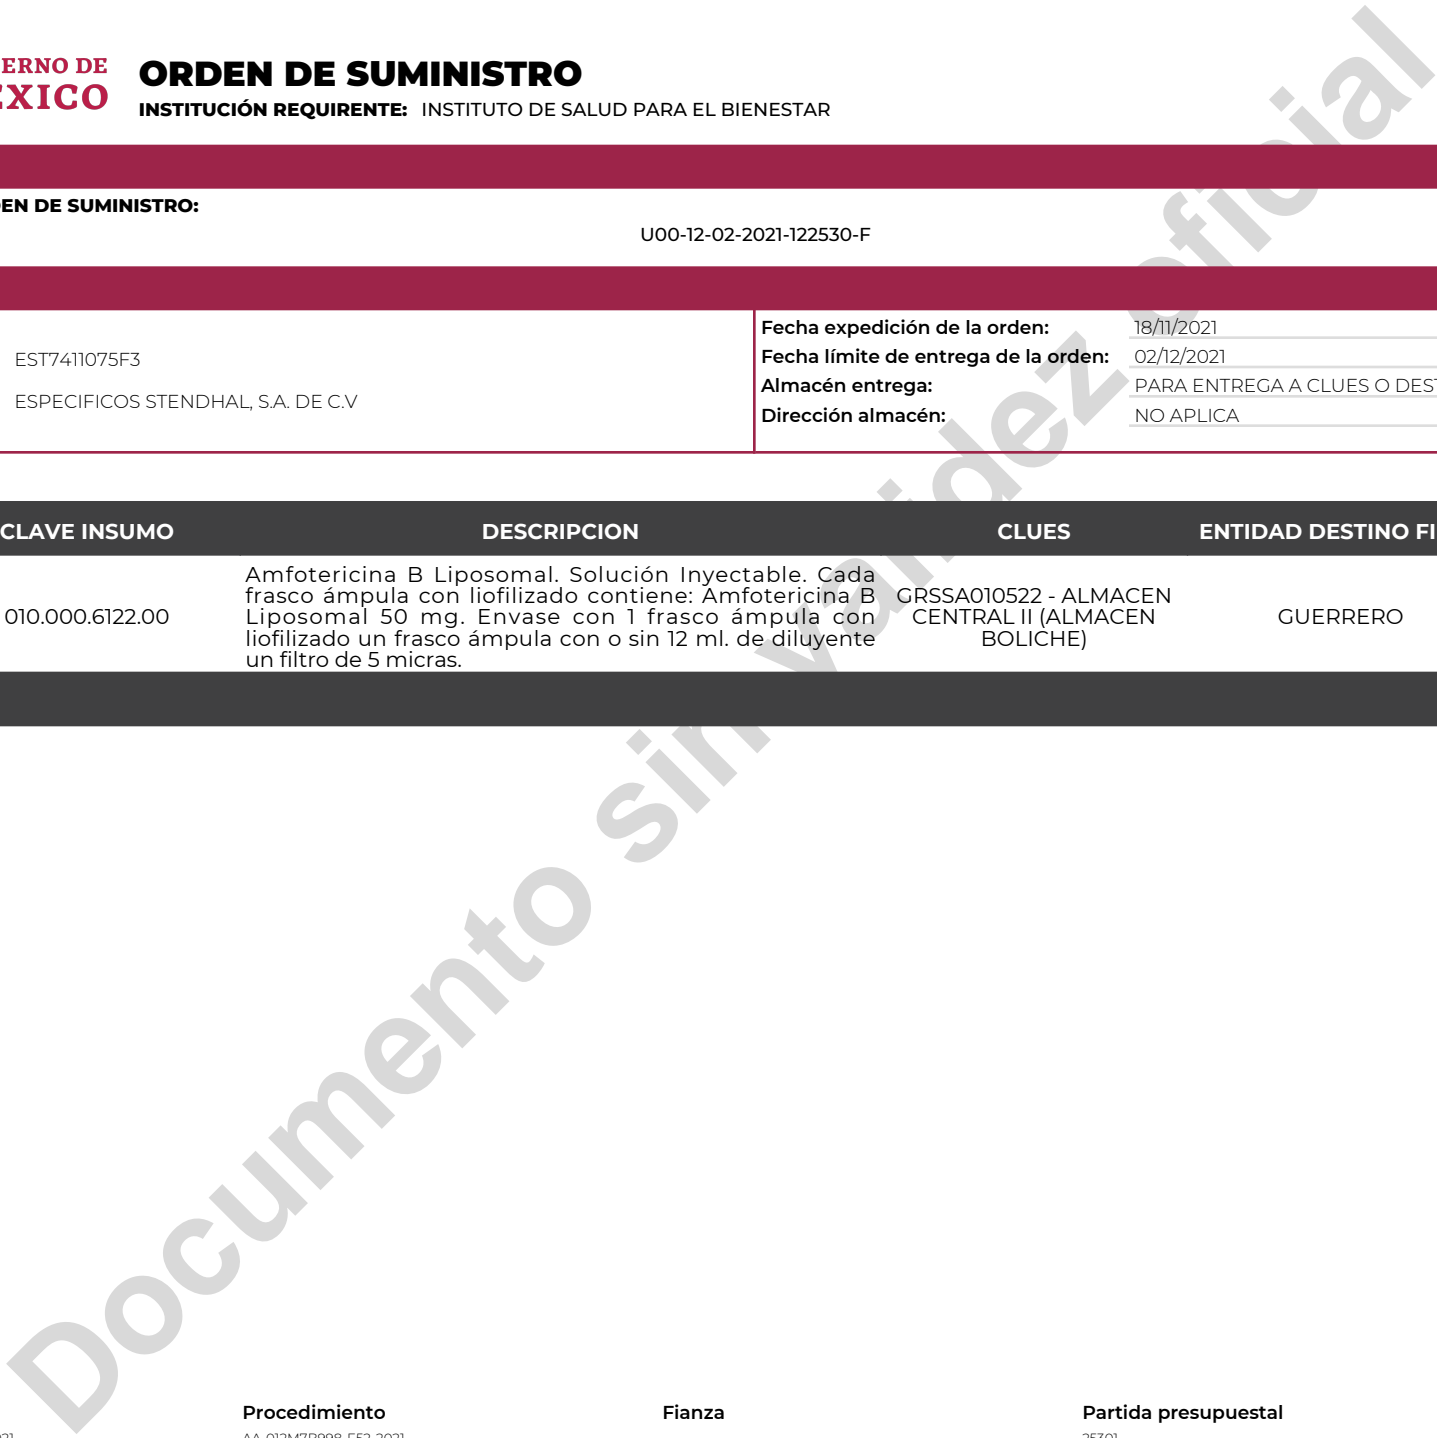 ERNO DE
ORDEN DE SUMINISTRO
INSTITUCIÓN REQUIRENTE: INSTITUTO DE SALUD PARA EL BIENESTAR
EN DE SUMINISTRO:
U00-12-02-2021-122530-F
EST7411075F3
ESPECIFICOS STENDHAL, S.A. DE C.V
Fecha expedición de la orden: 18/11/2021
Fecha límite de entrega de la orden: 02/12/2021
Almacén entrega: PARA ENTREGA A CLUES O DEST
Dirección almacén: NO APLICA
CLAVE INSUMO DESCRIPCION CLUES ENTIDAD DESTINO FI
010.000.6122.00
Amfotericina B Liposomal. Solución Inyectable. Cada
frasco ámpula con liofilizado contiene: Amfotericina B
Liposomal 50 mg. Envase con 1 frasco ámpula con
liofilizado un frasco ámpula con o sin 12 ml. de diluyente
un filtro de 5 micras.
GRSSA010522 - ALMACEN
CENTRAL II (ALMACEN
BOLICHE)
GUERRERO
Documento sin validez oficial
Procedimiento Fianza Partida presupuestal